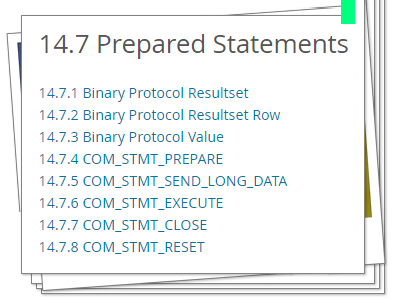 14.7 Prepared Statements
14.7.1 Binary Protocol Resultset
14.7.2 Binary Protocol Resultset Row
14.7.3 Binary Protocol Value
14.7.4 COM_STMT_PREPARE
14.7.5 COM_STMT_SEND_LONG_DATA
14.7.6 COM_STMT_EXECUTE
14.7.7 COM_STMT_CLOSE
14.7.8 COM_STMT_RESET